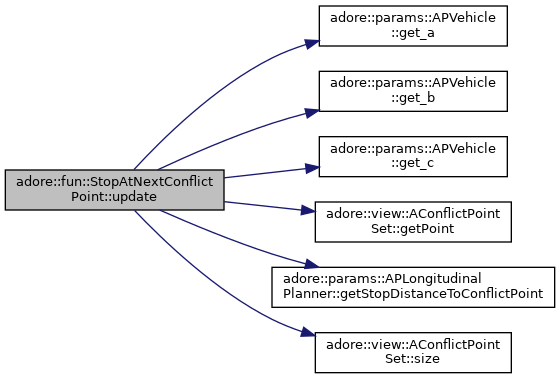 adore::params::APVehicle
::get_a
adore::params::APVehicle
::get_b
adore::params::APVehicle
::get_c
adore::fun::StopAtNextConflict
Point::update
adore::view::AConflictPoint
Set::getPoint
adore::params::APLongitudinal
Planner::getStopDistanceToConflictPoint
adore::view::AConflictPoint
Set::size